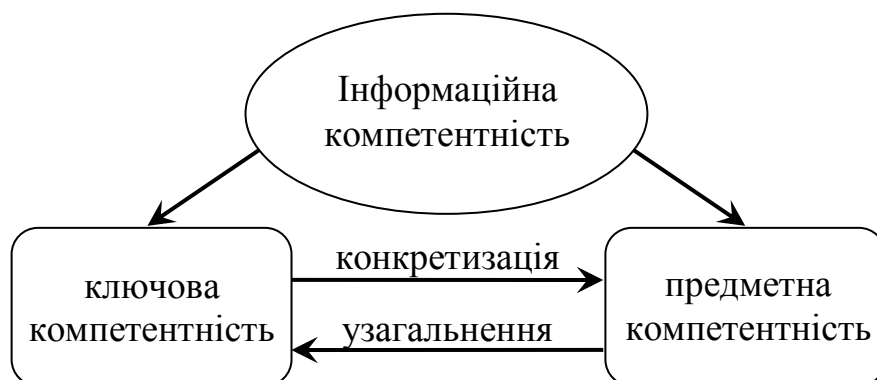 Інформаційна
компетентність
ключова
компетентність
конкретизація
узагальнення
предметна
компетентність